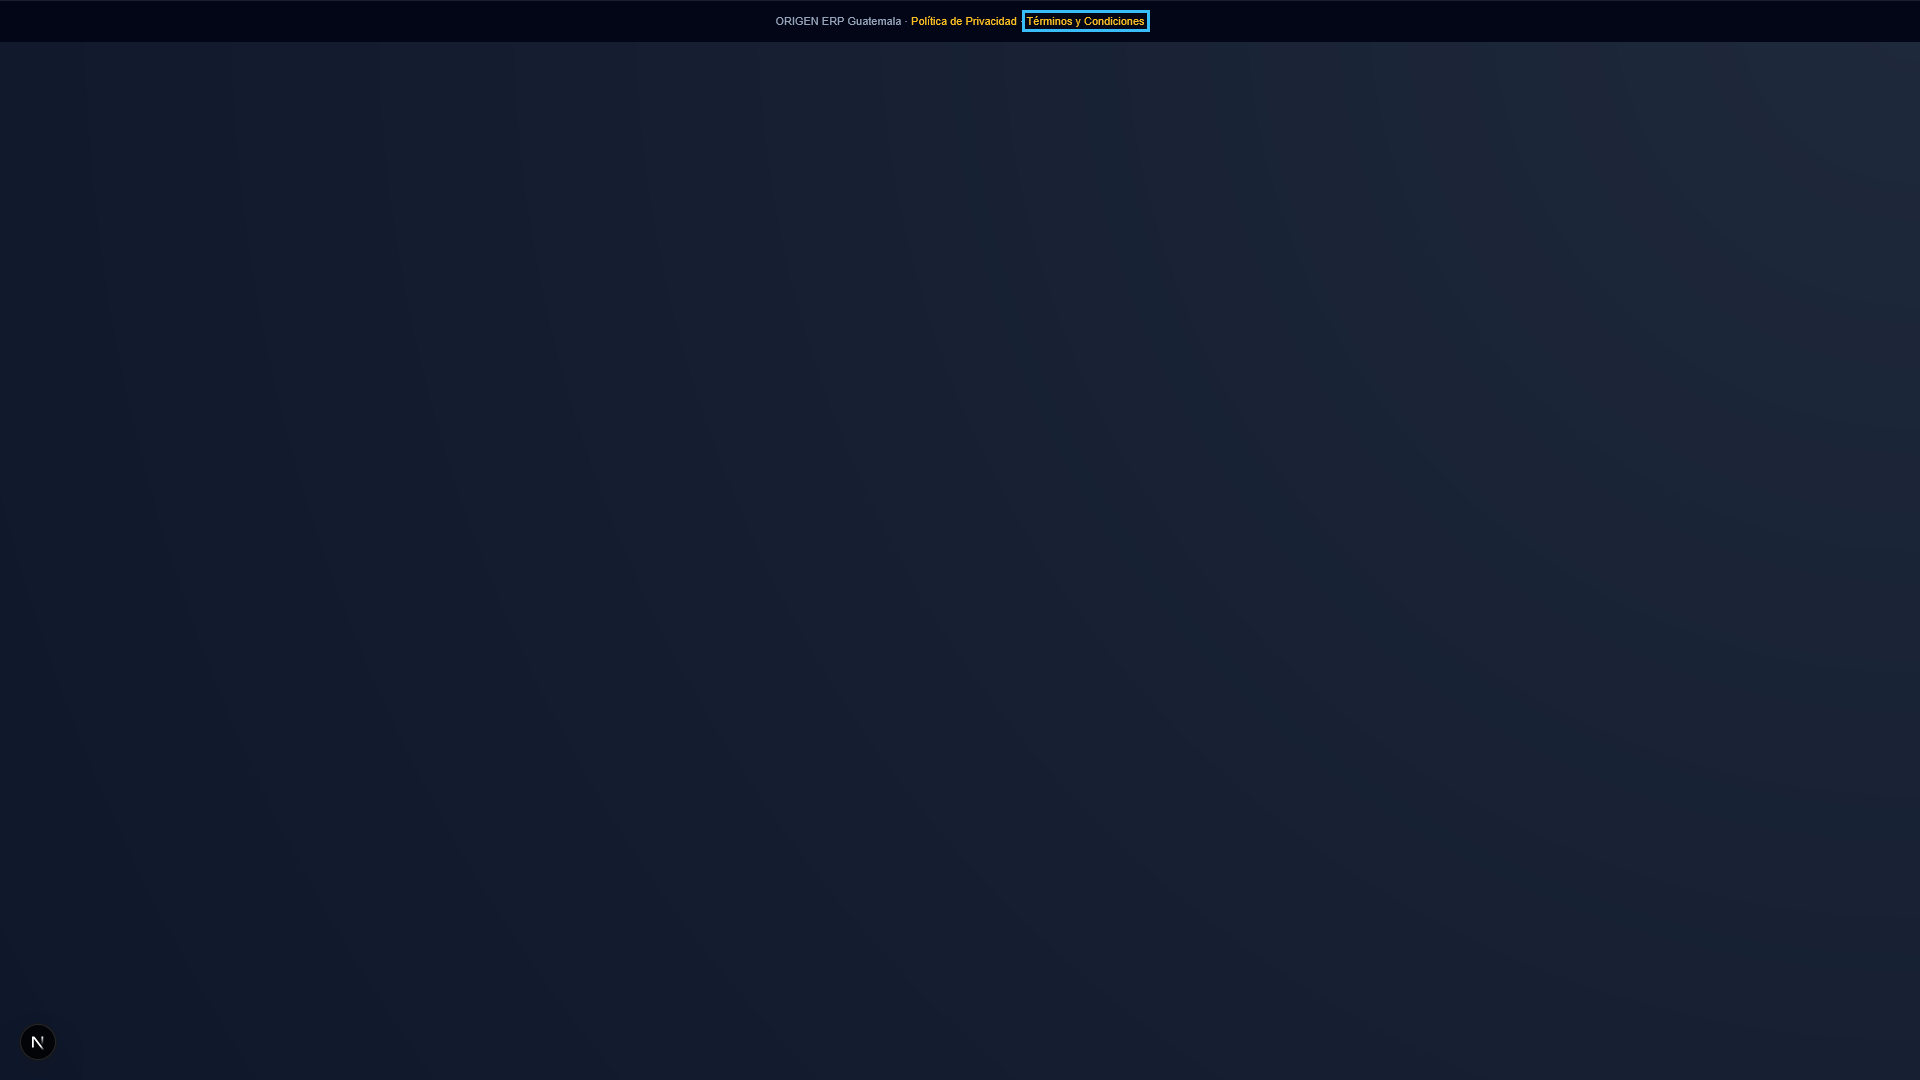 ORIGEN ERP Guatemala · Política de Privacidad · Términos y Condiciones
N